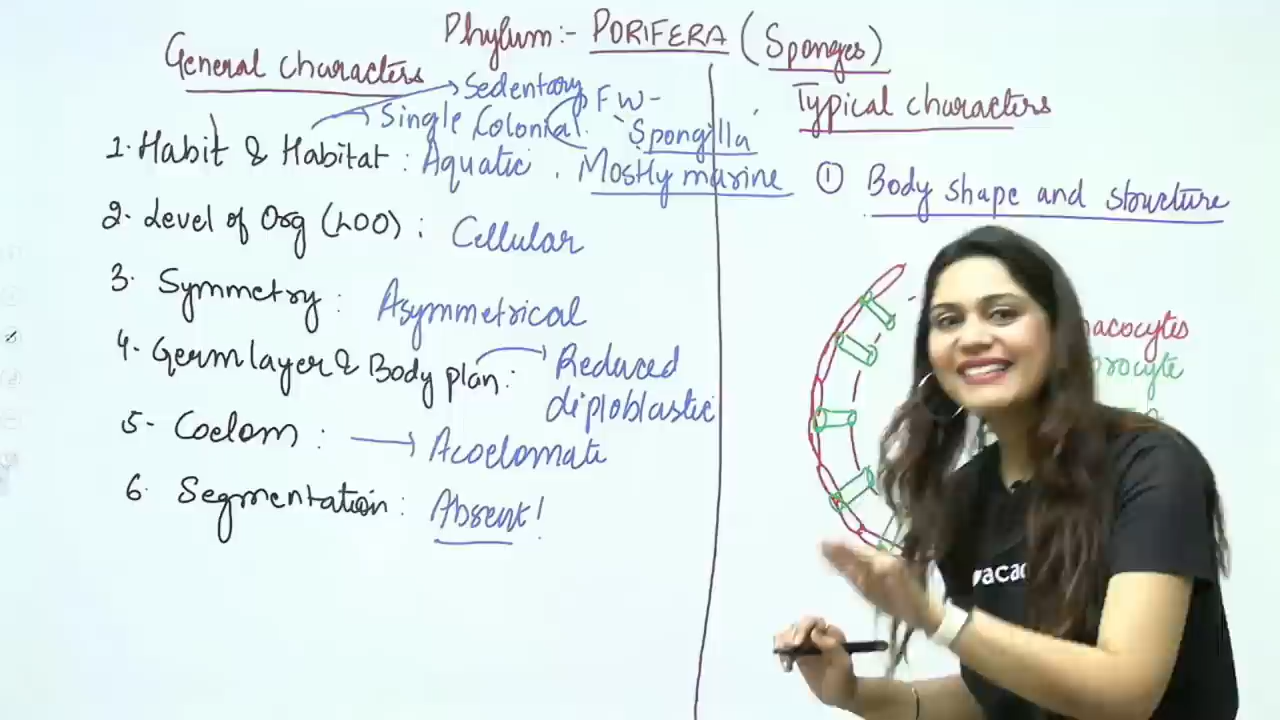 Phylum:- PORIFERA (Sponges)
General characters
Sedentary
Single Colonial.
FW-
"Spongilla"
1. Habit & Habitat : Aquatic . Mostly marine
2. Level of Org (LOO) : Cellular
3. Symmetry : Asymmetrical
4. Germ layer & Body plan : Reduced
diploblastic
5- Coelom : → Acoelomate
6. Segmentation : Absent!
Typical characters
① Body shape and structure
nacocytes